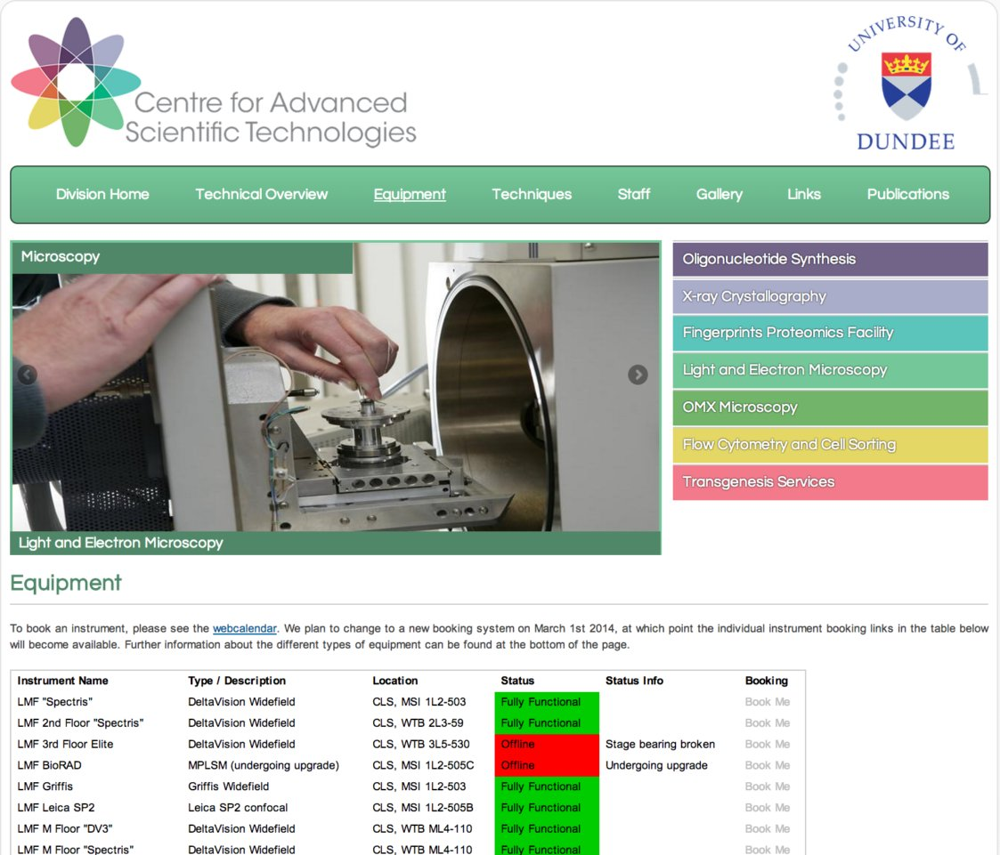 Centre for Advanced
Scientific Technologies
UNIVERSITY OF
DUNDEE
Division Home Technical Overview Equipment Techniques Staff Gallery Links Publications
Microscopy
Light and Electron Microscopy
Oligonucleotide Synthesis
X-ray Crystallography
Fingerprints Proteomics Facility
Light and Electron Microscopy
OMX Microscopy
Flow Cytometry and Cell Sorting
Transgenesis Services
Equipment
To book an instrument, please see the webcalendar. We plan to change to a new booking system on March 1st 2014, at which point the individual instrument booking links in the table below
will become available. Further information about the different types of equipment can be found at the bottom of the page.
Instrument Name Type / Description Location Status Status Info Booking
LMF "Spectris" DeltaVision Widefield CLS, MSI 1L2-503 Fully Functional Book Me
LMF 2nd Floor "Spectris" DeltaVision Widefield CLS, WTB 2L3-59 Fully Functional Book Me
LMF 3rd Floor Elite DeltaVision Widefield CLS, WTB 3L5-530 Offline Stage bearing broken Book Me
LMF BioRAD MPLSM (undergoing upgrade) CLS, MSI 1L2-505C Offline Undergoing upgrade Book Me
LMF Griffis Griffis Widefield CLS, MSI 1L2-503 Fully Functional Book Me
LMF Leica SP2 Leica SP2 confocal CLS, MSI 1L2-505B Fully Functional Book Me
LMF M Floor "DV3" DeltaVision Widefield CLS, WTB ML4-110 Fully Functional Book Me
LMF M Floor "Spectris" DeltaVision Widefield CLS, WTB ML4-110 Fully Functional Book Me